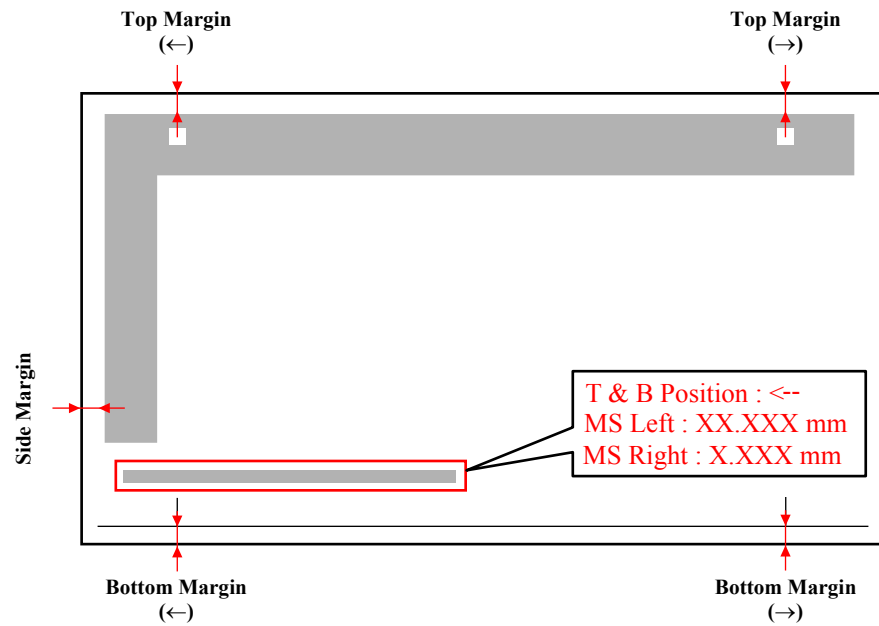 Top Margin
(←)
Top Margin
(→)
Side Margin
T & B Position : <--
MS Left : XX.XXX mm
MS Right : X.XXX mm
Bottom Margin
(←)
Bottom Margin
(→)